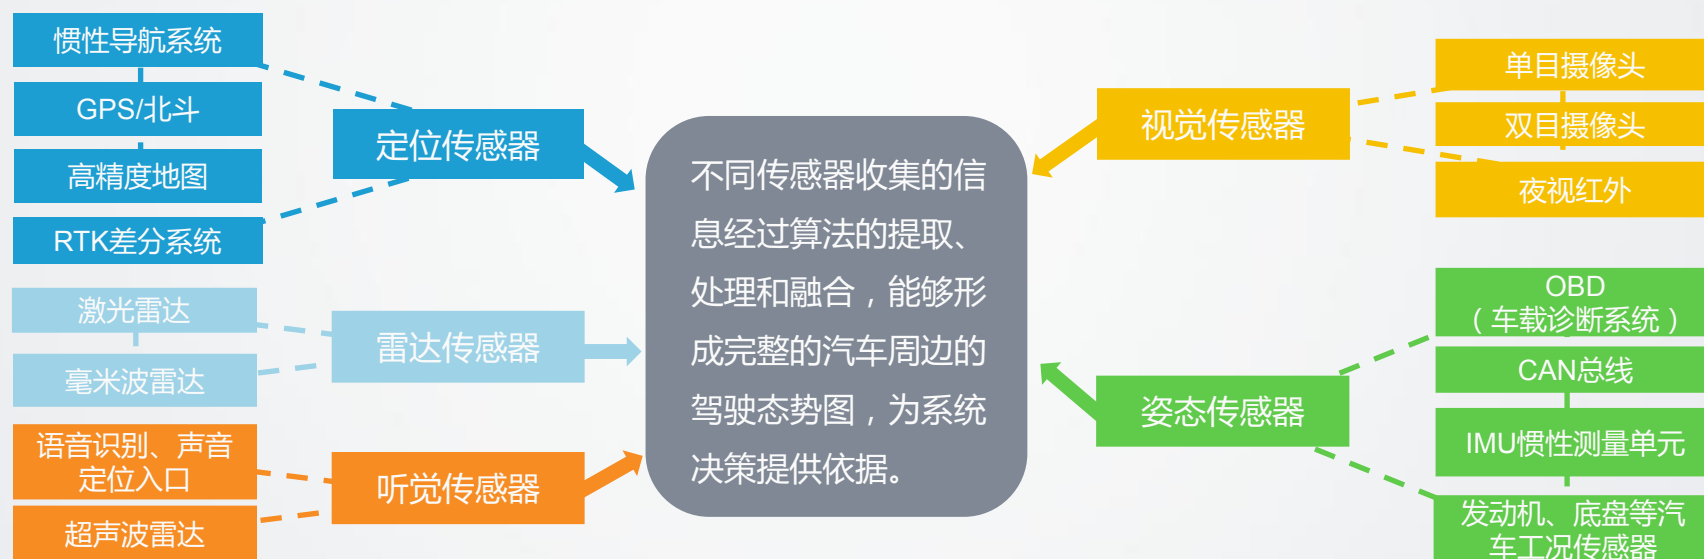 惯性导航系统
GPS/北斗
高精度地图
RTK差分系统
定位传感器
激光雷达
毫米波雷达
雷达传感器
语音识别、声音
定位入口
超声波雷达
听觉传感器
不同传感器收集的信
息经过算法的提取、
处理和融合，能够形
成完整的汽车周边的
驾驶态势图，为系统
决策提供依据。
视觉传感器
单目摄像头
双目摄像头
夜视红外
姿态传感器
OBD
（车载诊断系统）
CAN总线
IMU惯性测量单元
发动机、底盘等汽
车工况传感器